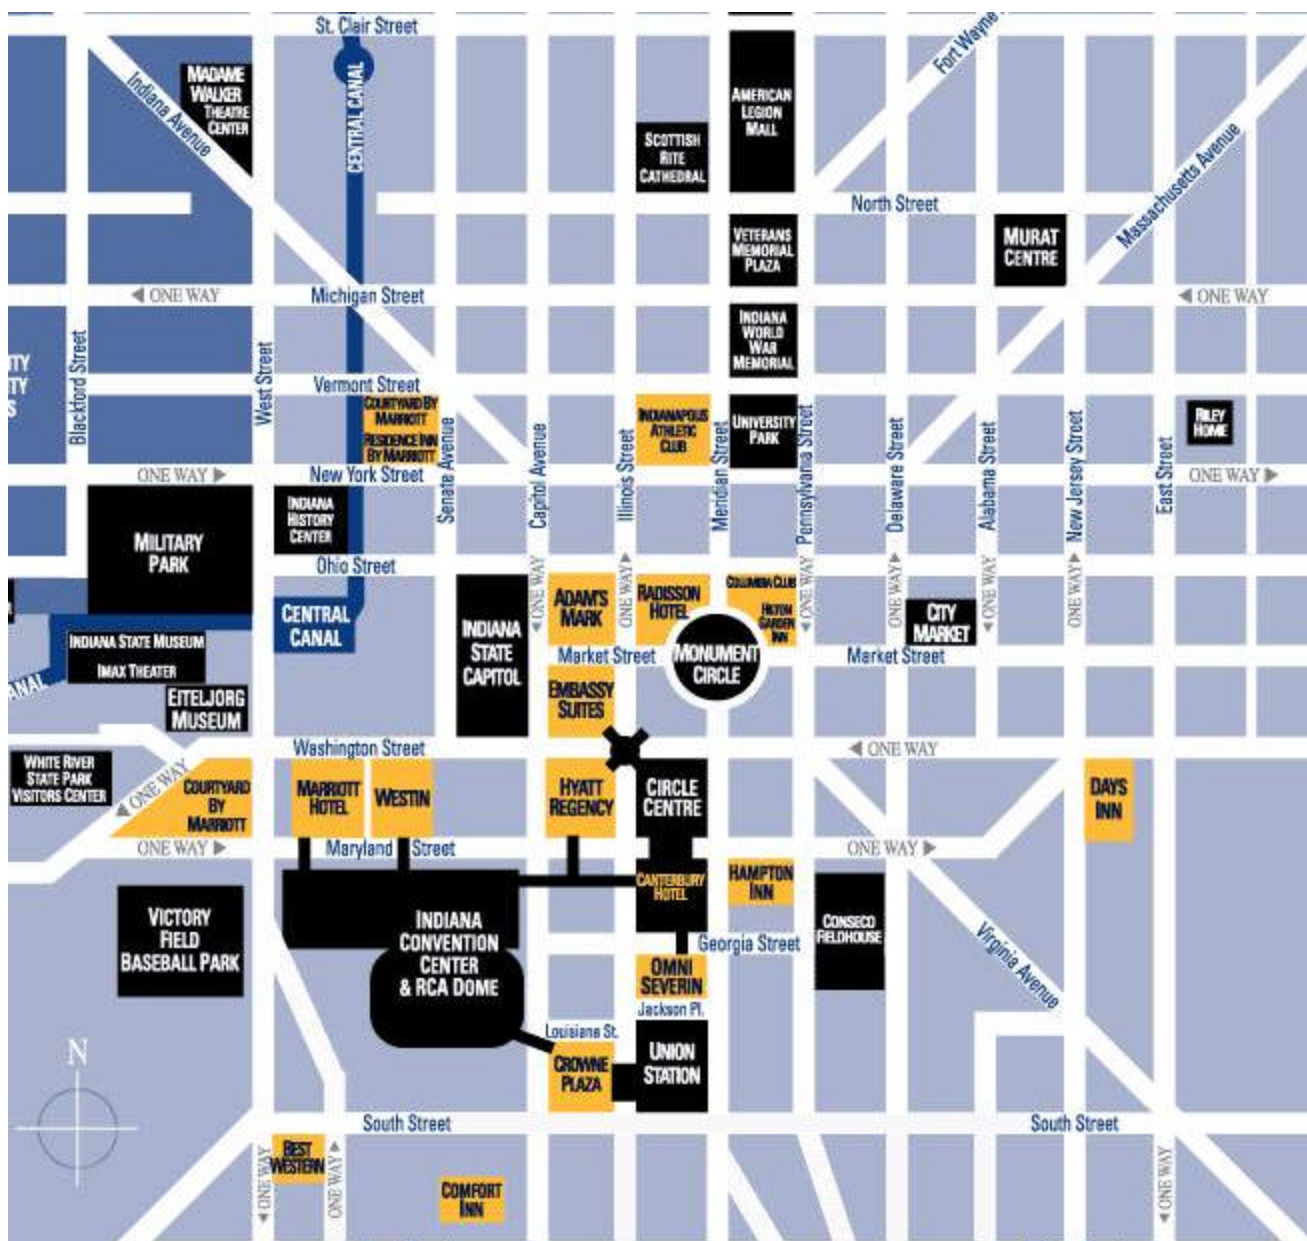 St. Clair Street
MADAME
WALKER
THEATRE
CENTER
Indiana Avenue
CENTRAL CANAL
AMERICAN
LEGION
MALL
Fort Wayne
SCOTTISH
RITE
CATHEDRAL
Massachusetts Avenue
North Street
VETERANS
MEMORIAL
PLAZA
MURAT
CENTRE
ONE WAY
Michigan Street
ONE WAY
INDIANA
WORLD
WAR
MEMORIAL
TY
TY
S
Blackford Street
West Street
Vermont Street
COURTYARD BY
MARRIOTT
RESIDENCE INN
BY MARRIOTT
Senate Avenue
Capitol Avenue
Illinois Street
INDIANAPOLIS
ATHLETIC
CLUB
Meridian Street
UNIVERSITY
PARK
Pennsylvania Street
Delaware Street
Alabama Street
New Jersey Street
East Street
RILEY
HOME
ONE WAY
New York Street
ONE WAY
MILITARY
PARK
INDIANA
HISTORY
CENTER
Ohio Street
CENTRAL
CANAL
INDIANA
STATE
CAPITOL
ONE WAY
ADAM'S
MARK
ONE WAY
RADISSON
HOTEL
COLUMBIA CLUB
HILTON
GARDEN
INN
ONE WAY
ONE WAY
CITY
MARKET
ONE WAY
ONE WAY
INDIANA STATE MUSEUM
IMAX THEATER
Market Street
MONUMENT
CIRCLE
Market Street
ANAL
EITELJORG
MUSEUM
EMBASSY
SUITES
Washington Street
ONE WAY
WHITE RIVER
STATE PARK
VISITORS CENTER
ONE WAY
COURTYARD
BY
MARRIOTT
MARRIOTT
HOTEL
WESTIN
HYATT
REGENCY
CIRCLE
CENTRE
DAYS
INN
ONE WAY
Maryland Street
ONE WAY
CANTERBURY
HOTEL
HAMPTON
INN
VICTORY
FIELD
BASEBALL PARK
INDIANA
CONVENTION
CENTER
& RCA DOME
CONSECO
FIELDHOUSE
Georgia Street
Virginia Avenue
OMNI
SEVERIN
Jackson Pl.
Louisiana St.
CROWNE
PLAZA
UNION
STATION
N
South Street
South Street
ONE WAY
BEST
WESTERN
ONE WAY
COMFORT
INN
ONE WAY